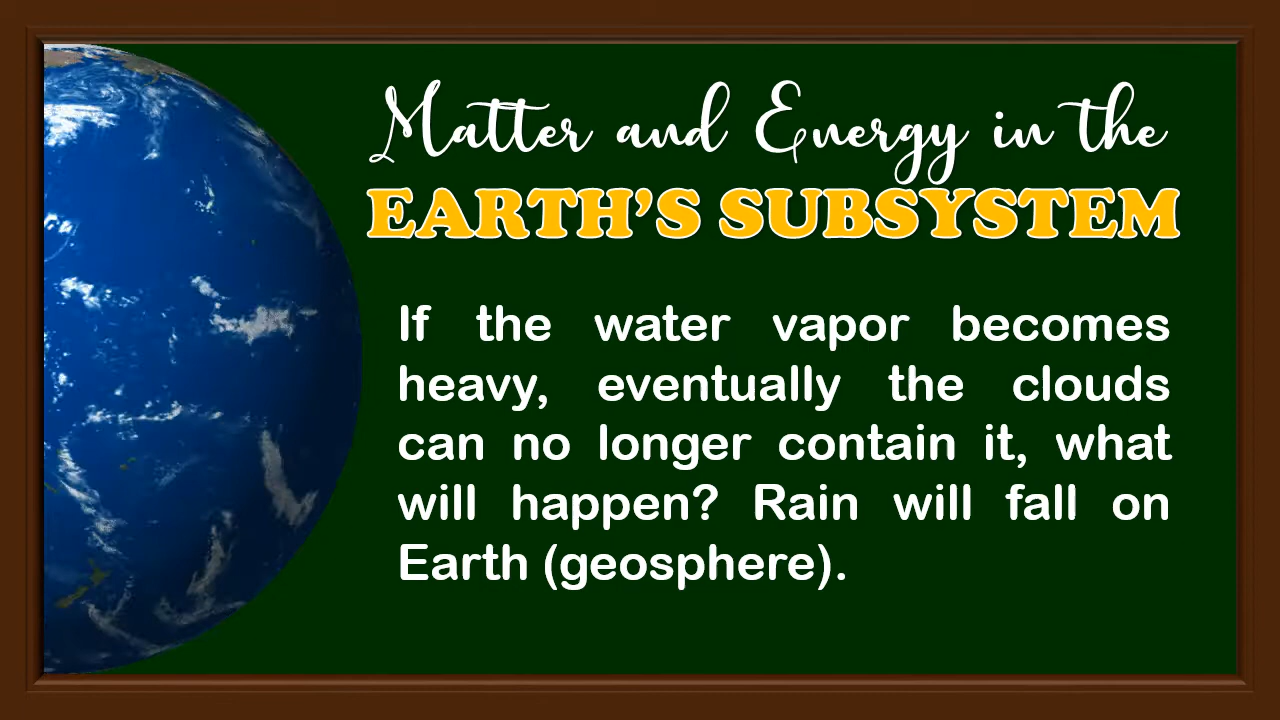 Matter and Energy in the
EARTH'S SUBSYSTEM
If the water vapor becomes
heavy, eventually the clouds
can no longer contain it, what
will happen? Rain will fall on
Earth (geosphere).